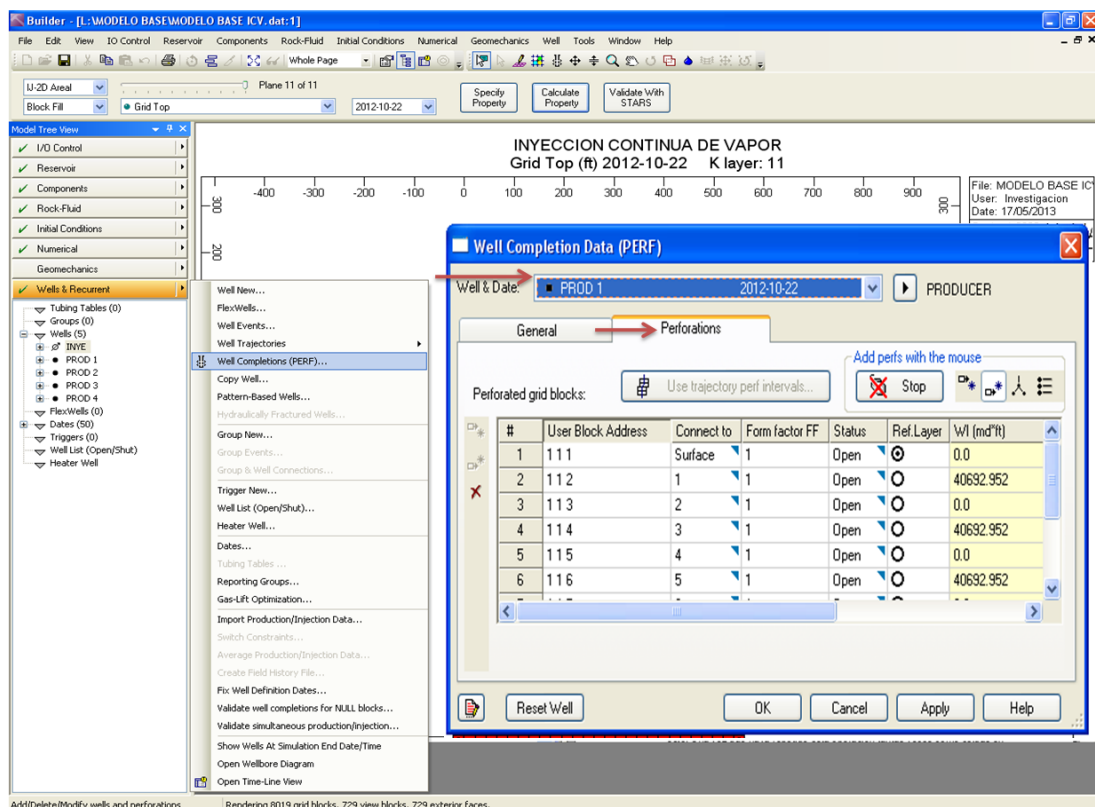 Builder - [L:\MODELO BASE\MODELO BASE ICV.dat:1]
File Edit View IO Control Reservoir Components Rock-Fluid Initial Conditions Numerical Geomechanics Well Tools Window Help
Whole Page
IJ-2D Areal
Plane 11 of 11
Block Fill
Grid Top
2012-10-22
Specify Property
Calculate Property
Validate With STARS
Model Tree View
I/O Control
Reservoir
Components
Rock-Fluid
Initial Conditions
Numerical
Geomechanics
Wells & Recurrent
Tubing Tables (0)
Groups (0)
Wells (5)
INYE
PROD 1
PROD 2
PROD 3
PROD 4
FlexWells (0)
Dates (50)
Triggers (0)
Well List (Open/Shut)
Heater Well
INYECCION CONTINUA DE VAPOR
Grid Top (ft) 2012-10-22 K layer: 11
-400 -300 -200 -100 0 100 200 300 400 500 600 700 800 900
-300
-200
300
File: MODELO BASE IC
User: Investigacion
Date: 17/05/2013
Well New...
FlexWells...
Well Events...
Well Trajectories
Well Completions (PERF)...
Copy Well...
Pattern-Based Wells...
Hydraulically Fractured Wells...
Group New...
Group Events...
Group & Well Connections...
Trigger New...
Well List (Open/Shut)...
Heater Well...
Dates...
Tubing Tables ...
Reporting Groups...
Gas-Lift Optimization...
Import Production/Injection Data...
Switch Constraints...
Average Production/Injection Data...
Create Field History File...
Fix Well Definition Dates...
Validate well completions for NULL blocks...
Validate simultaneous production/injection...
Show Wells At Simulation End Date/Time
Open Wellbore Diagram
Open Time-Line View
Well Completion Data (PERF)
Well & Date: PROD 1 2012-10-22 PRODUCER
General Perforations
Add perfs with the mouse
Perforated grid blocks: Use trajectory perf intervals... Stop
# User Block Address Connect to Form factor FF Status Ref.Layer WI (md*ft)
1 1 1 1 Surface 1 Open 0.0
2 1 1 2 1 1 Open 40692.952
3 1 1 3 2 1 Open 0.0
4 1 1 4 3 1 Open 40692.952
5 1 1 5 4 1 Open 0.0
6 1 1 6 5 1 Open 40692.952
Reset Well OK Cancel Apply Help
Add/Delete/Modify wells and perforations
Rendering 8019 grid blocks, 729 view blocks, 729 exterior faces.